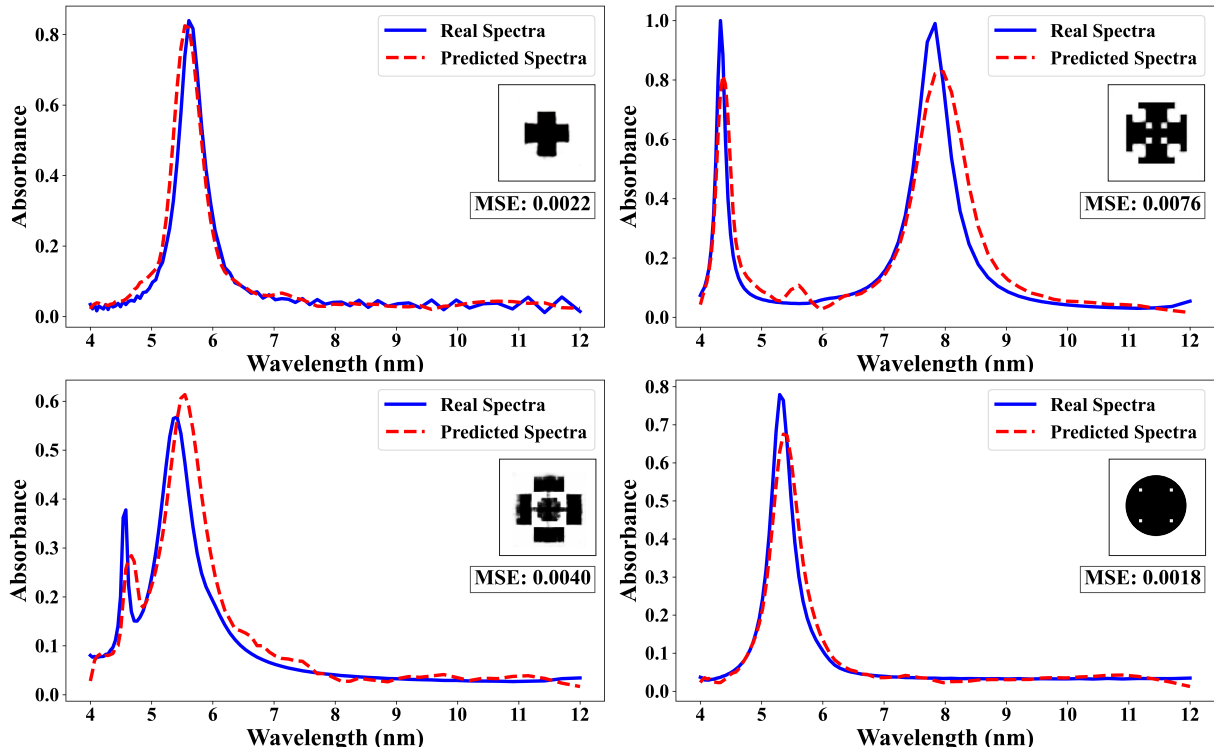 Real Spectra
Predicted Spectra
MSE: 0.0022
Absorbance
0.8
0.6
0.4
0.2
0.0
4 5 6 7 8 9 10 11 12
Wavelength (nm)
Real Spectra
Predicted Spectra
MSE: 0.0076
Absorbance
1.0
0.8
0.6
0.4
0.2
0.0
4 5 6 7 8 9 10 11 12
Wavelength (nm)
Real Spectra
Predicted Spectra
MSE: 0.0040
Absorbance
0.6
0.5
0.4
0.3
0.2
0.1
0.0
4 5 6 7 8 9 10 11 12
Wavelength (nm)
Real Spectra
Predicted Spectra
MSE: 0.0018
Absorbance
0.8
0.7
0.6
0.5
0.4
0.3
0.2
0.1
0.0
4 5 6 7 8 9 10 11 12
Wavelength (nm)